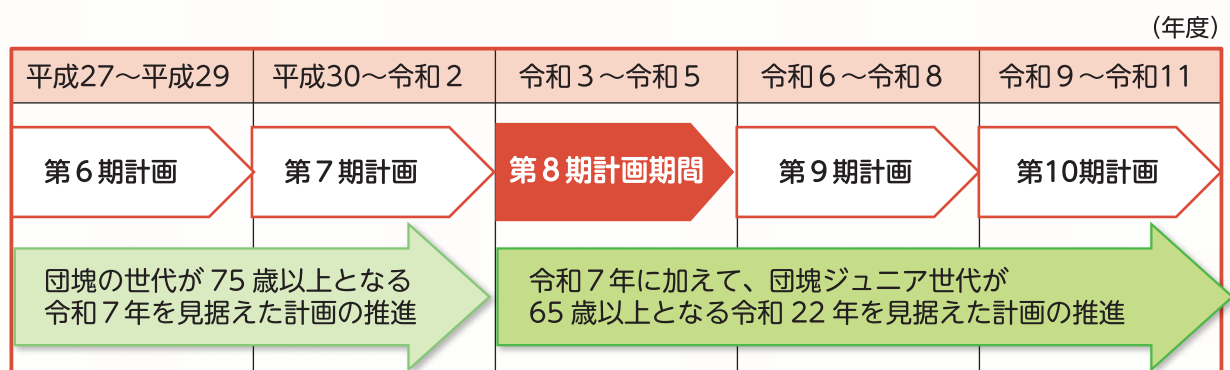 （年度）
平成27～平成29
平成30～令和２
令和３～令和５
令和６～令和８
令和９～令和11
第６期計画
第７期計画
第８期計画期間
第９期計画
第10期計画
団塊の世代が 75 歳以上となる
令和７年を見据えた計画の推進
令和７年に加えて、団塊ジュニア世代が
65 歳以上となる令和 22 年を見据えた計画の推進